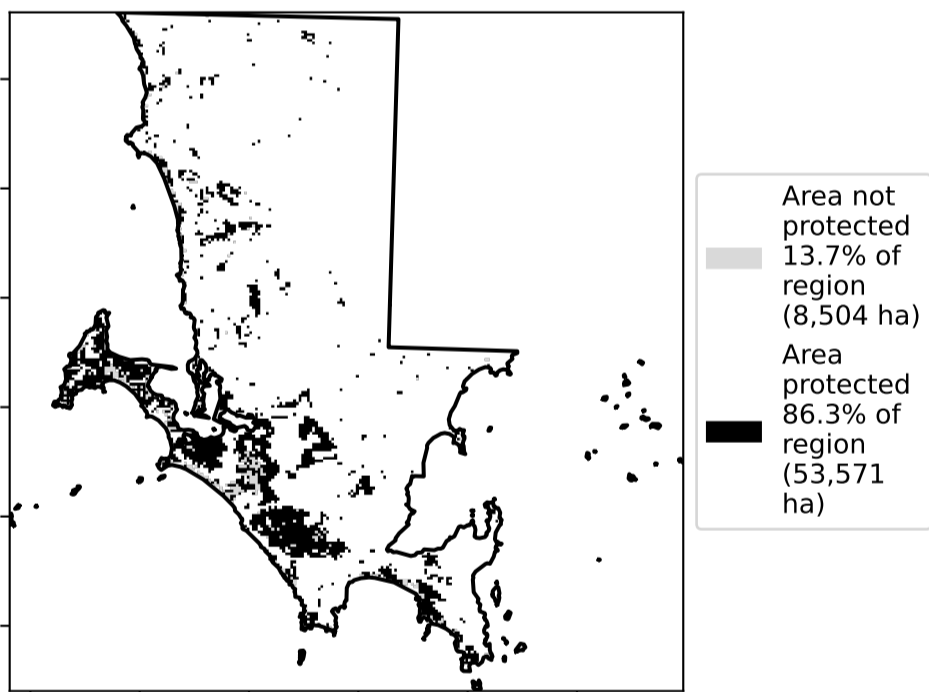 Area not
protected
13.7% of
region
(8,504 ha)
Area
protected
86.3% of
region
(53,571
ha)